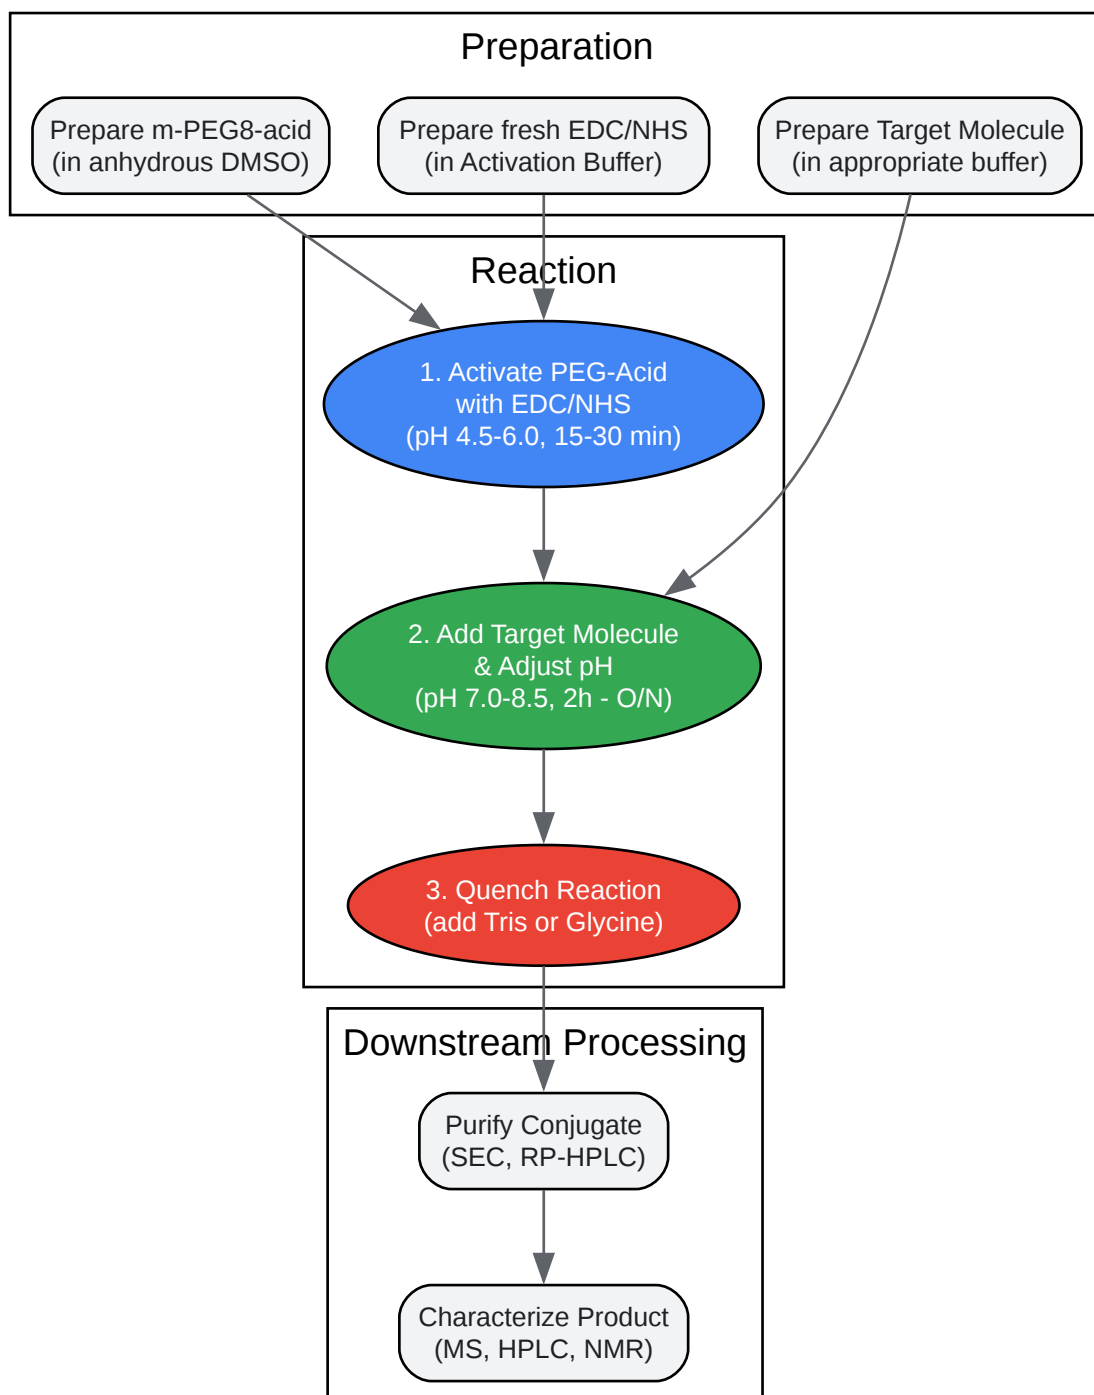 Preparation
Prepare m-PEG8-acid
(in anhydrous DMSO)
Prepare fresh EDC/NHS
(in Activation Buffer)
Prepare Target Molecule
(in appropriate buffer)
Reaction
1. Activate PEG-Acid
with EDC/NHS
(pH 4.5-6.0, 15-30 min)
2. Add Target Molecule
& Adjust pH
(pH 7.0-8.5, 2h - O/N)
3. Quench Reaction
(add Tris or Glycine)
Downstream Processing
Purify Conjugate
(SEC, RP-HPLC)
Characterize Product
(MS, HPLC, NMR)